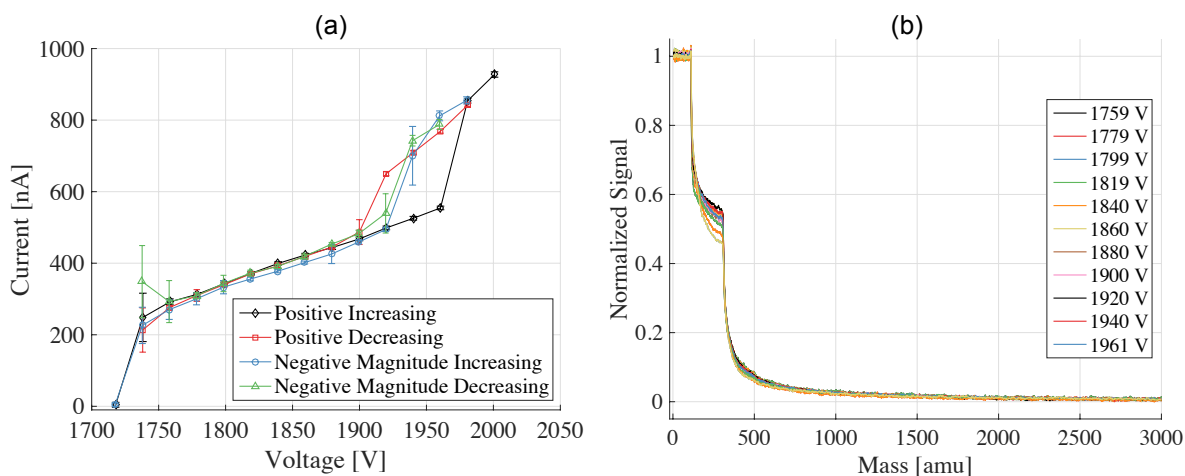 (a)
1000
800
600
400
200
0
Current [nA]
1700 1750 1800 1850 1900 1950 2000 2050
Voltage [V]
Positive Increasing
Positive Decreasing
Negative Magnitude Increasing
Negative Magnitude Decreasing
(b)
1
0.8
0.6
0.4
0.2
0
Normalized Signal
0 500 1000 1500 2000 2500 3000
Mass [amu]
1759 V
1779 V
1799 V
1819 V
1840 V
1860 V
1880 V
1900 V
1920 V
1940 V
1961 V